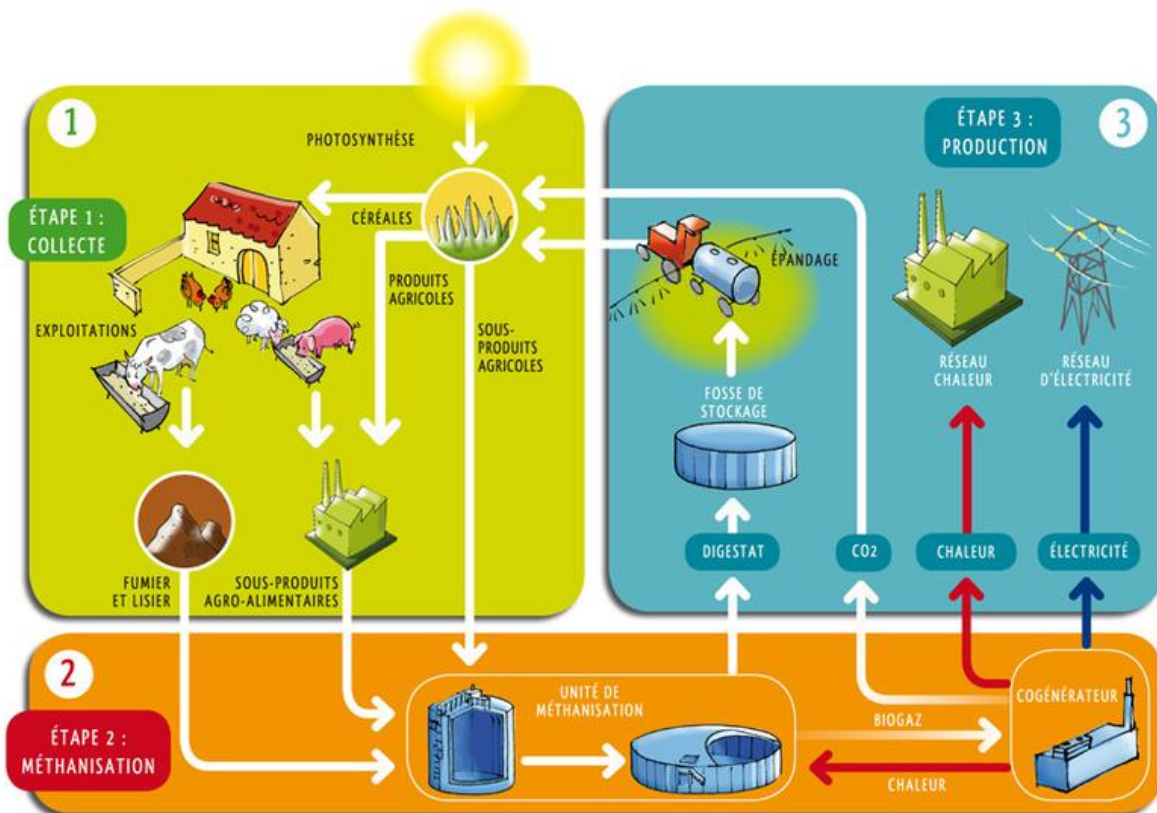 1
PHOTOSYNTHÈSE
ÉTAPE 1 :
COLLECTE
CÉRÉALES
PRODUITS
AGRICOLES
EXPLOITATIONS
SOUS-
PRODUITS
AGRICOLES
FUMIER
ET LISIER
SOUS-PRODUITS
AGRO-ALIMENTAIRES
ÉTAPE 3 :
PRODUCTION
3
ÉPANDAGE
RÉSEAU
CHALEUR
RÉSEAU
D'ÉLECTRICITÉ
FOSSE DE
STOCKAGE
DIGESTAT
CO2
CHALEUR
ÉLECTRICITÉ
2
ÉTAPE 2 :
MÉTHANISATION
UNITÉ DE
MÉTHANISATION
BIOGAZ
COGÉNÉRATEUR
CHALEUR